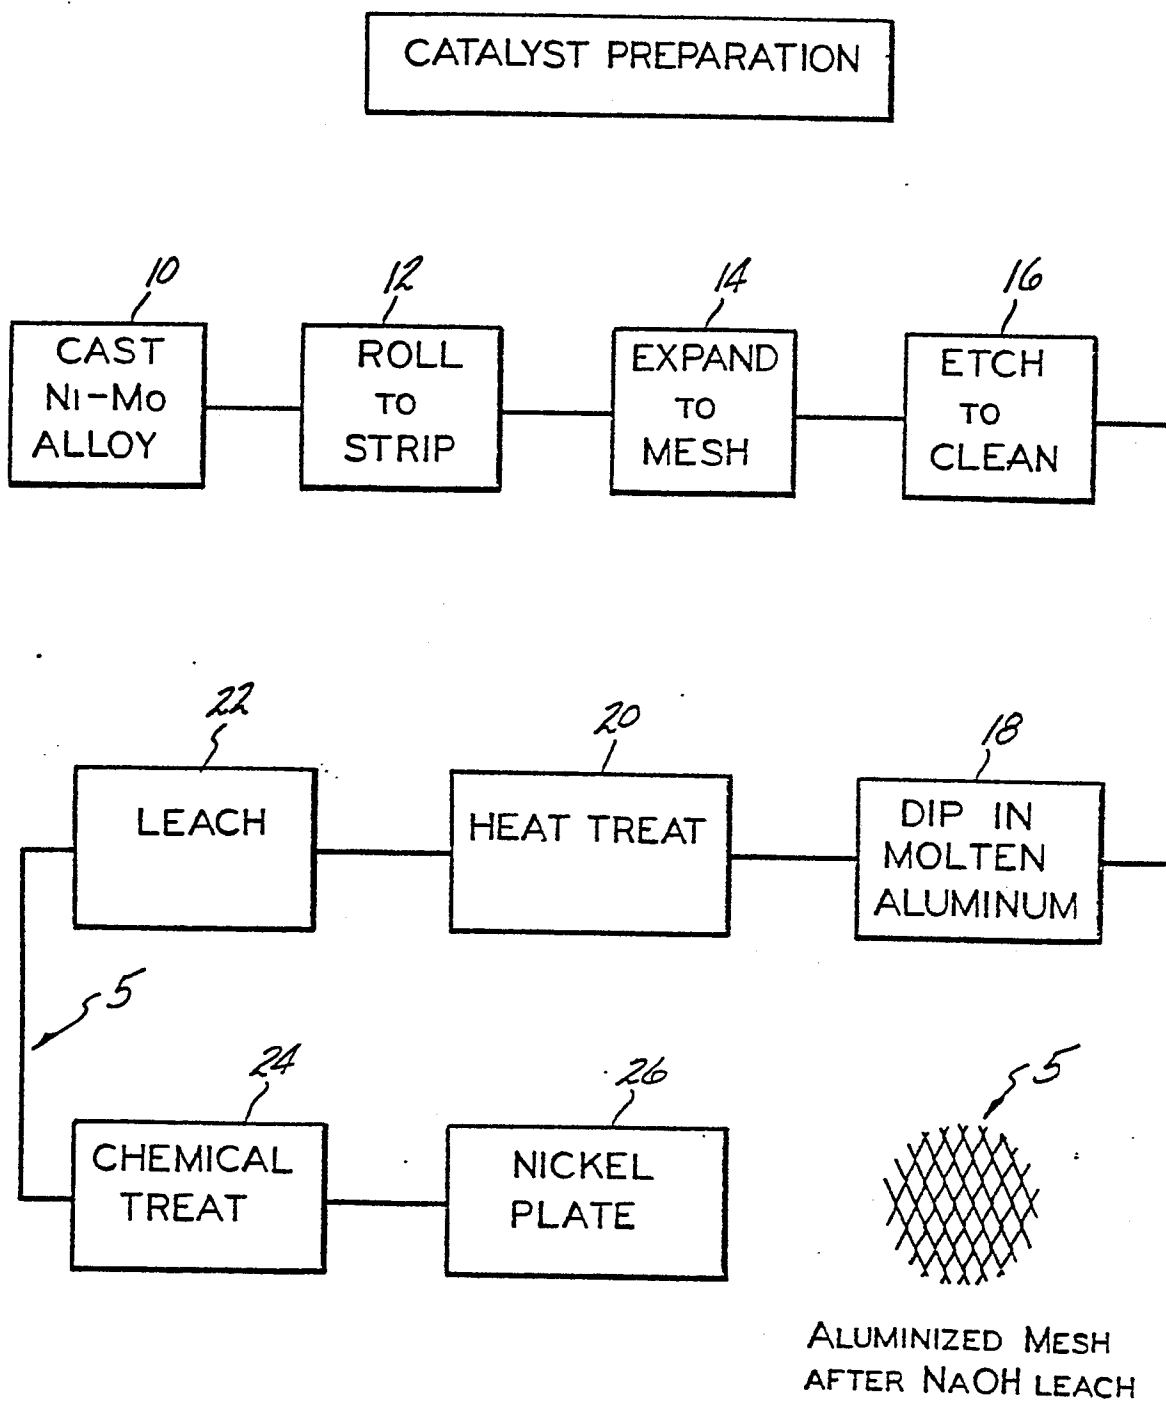 CATALYST PREPARATION
10
CAST
Ni-Mo
ALLOY
12
ROLL
TO
STRIP
14
EXPAND
TO
MESH
16
ETCH
TO
CLEAN
22
LEACH
20
HEAT TREAT
18
DIP IN
MOLTEN
ALUMINUM
5
24
CHEMICAL
TREAT
26
NICKEL
PLATE
5
ALUMINIZED MESH
AFTER NaOH LEACH